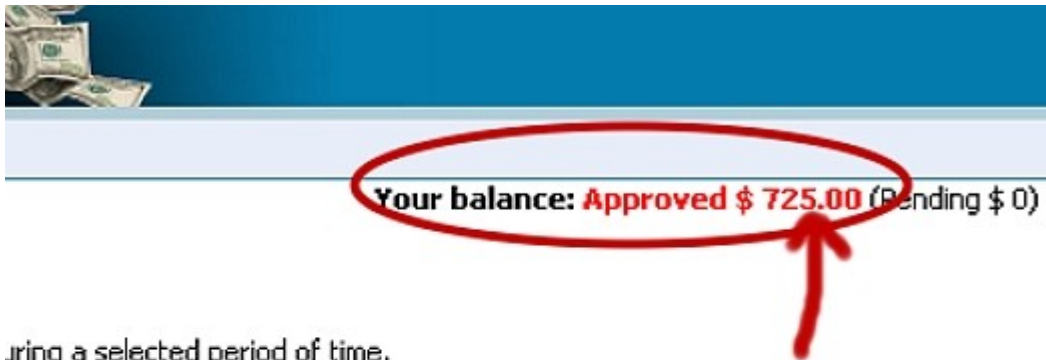 Your balance: Approved $ 725.00 (Pending $ 0)
uring a selected period of time.